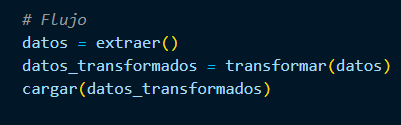 # Flujo
datos = extraer()
datos_transformados = transformar(datos)
cargar(datos_transformados)